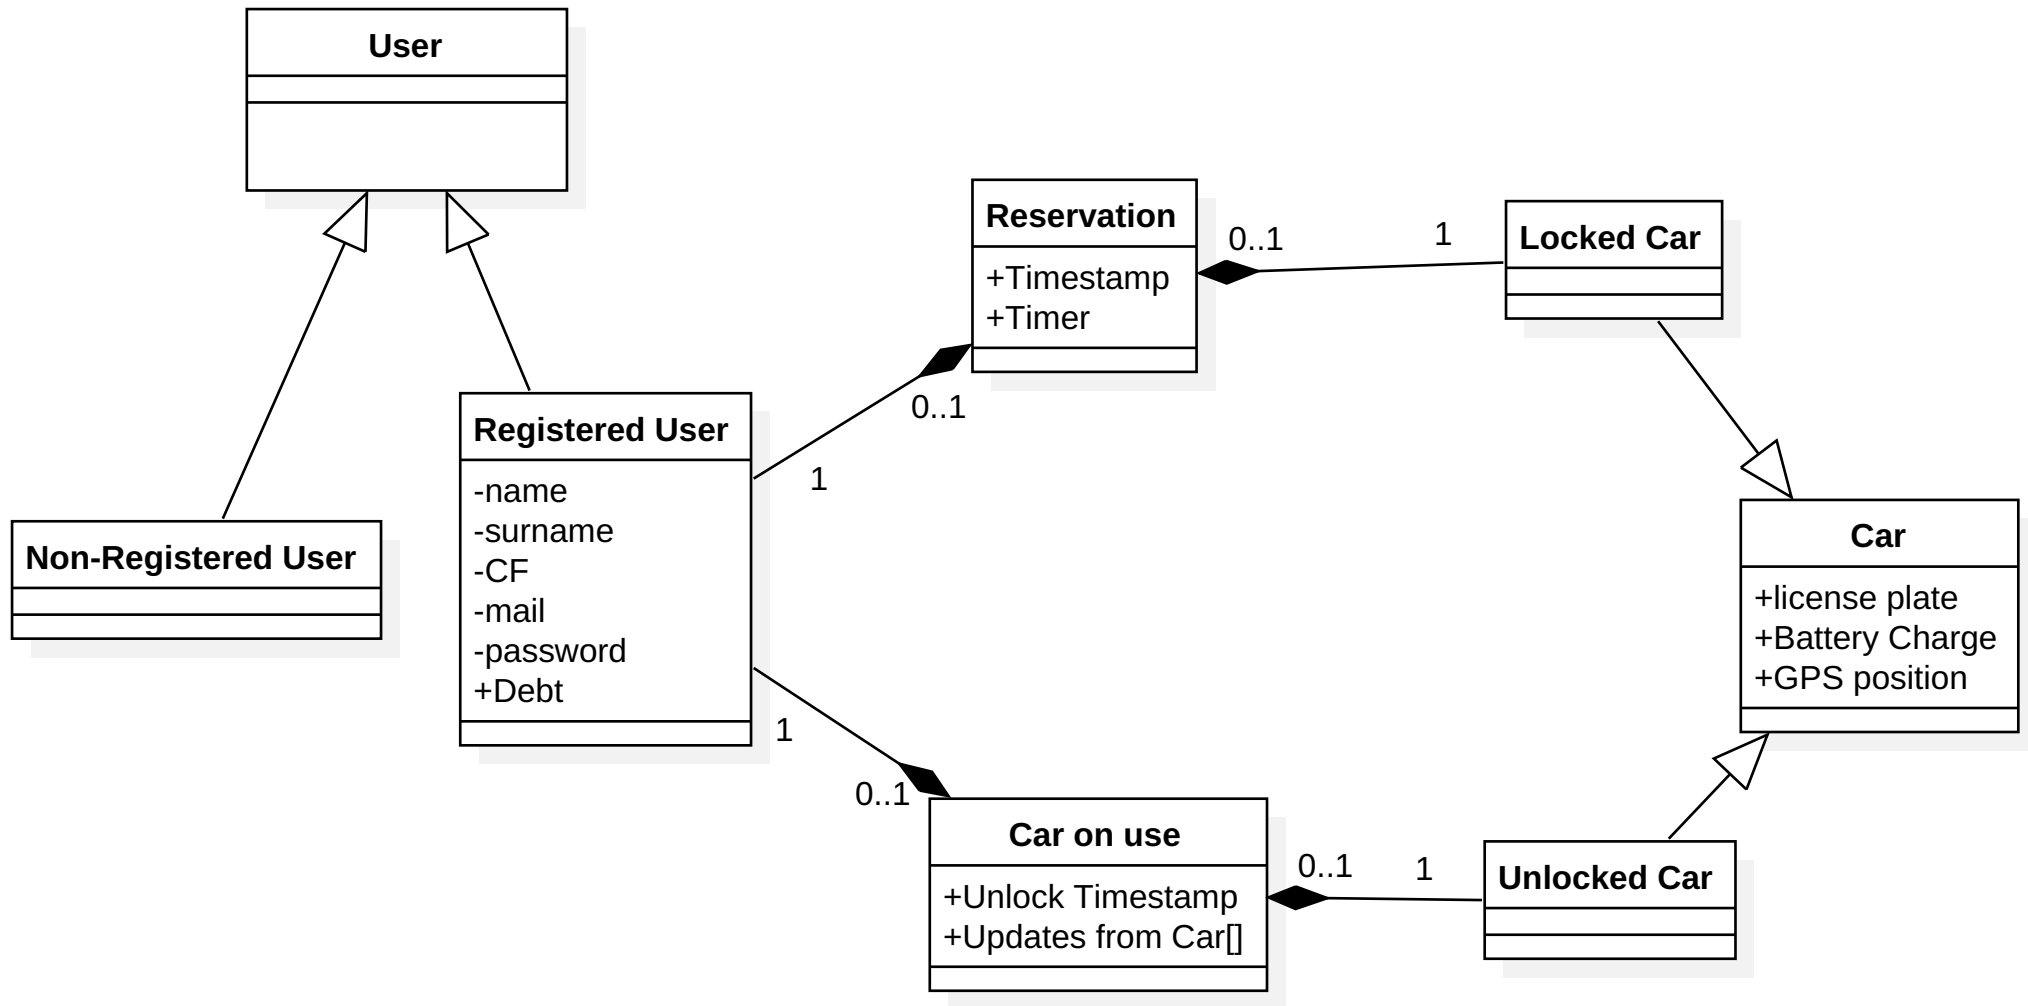 User
Reservation
+Timestamp
+Timer
0..1
1
Locked Car
Registered User
-name
-surname
-CF
-mail
-password
+Debt
0..1
1
Non-Registered User
Car
+license plate
+Battery Charge
+GPS position
1
0..1
Car on use
+Unlock Timestamp
+Updates from Car[]
0..1
1
Unlocked Car